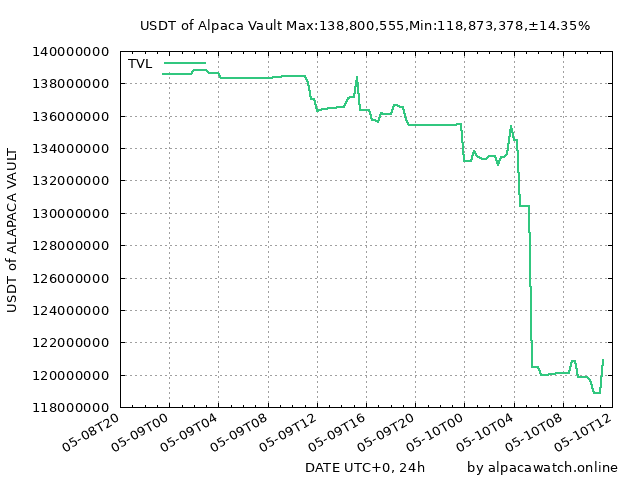 USDT of Alpaca Vault Max:138,800,555,Min:118,873,378,±14.35%
TVL
140000000
138000000
136000000
134000000
132000000
130000000
128000000
126000000
124000000
122000000
120000000
118000000
USDT of ALAPACA VAULT
05-08T20
05-09T00
05-09T04
05-09T08
05-09T12
05-09T16
05-09T20
05-10T00
05-10T04
05-10T08
05-10T12
DATE UTC+0, 24h
by alpacawatch.online